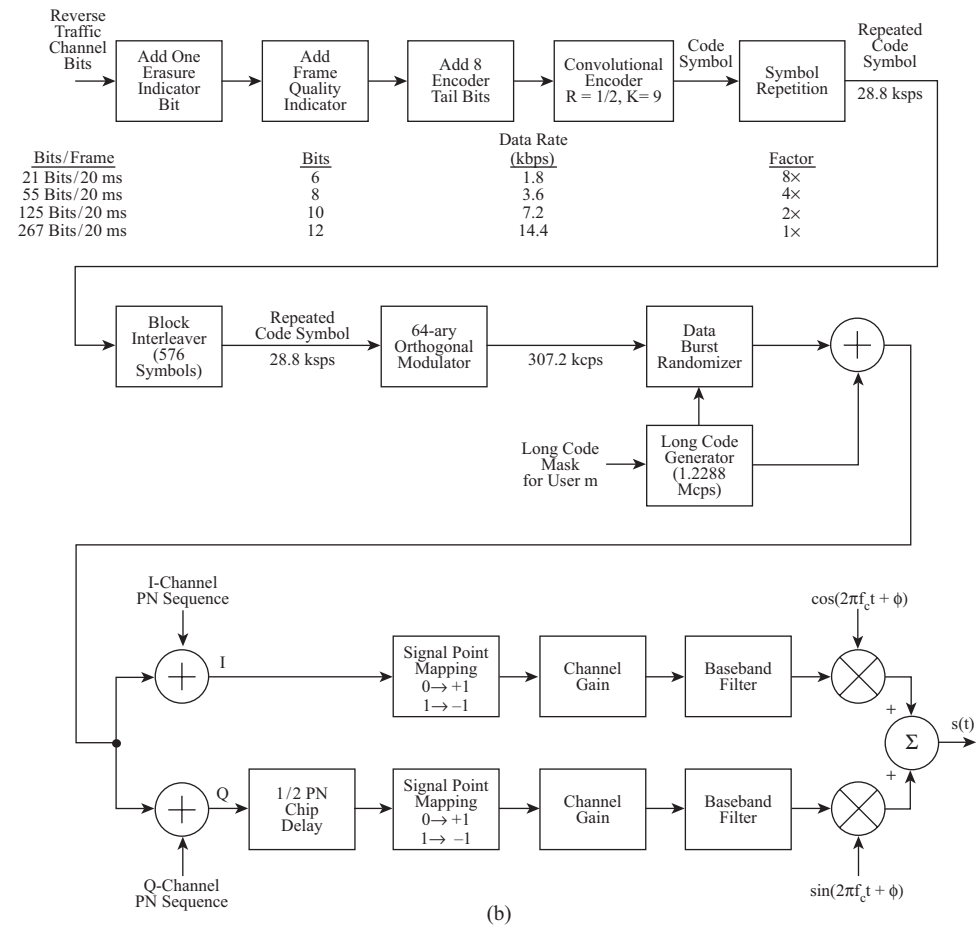 Reverse
Traffic
Channel
Bits
Add One
Erasure
Indicator
Bit
Add
Frame
Quality
Indicator
Add 8
Encoder
Tail Bits
Convolutional
Encoder
R = 1/2, K= 9
Code
Symbol
Symbol
Repetition
Repeated
Code
Symbol
28.8 ksps
Bits/Frame
21 Bits/20 ms
55 Bits/20 ms
125 Bits/20 ms
267 Bits/20 ms
Bits
6
8
10
12
Data Rate
(kbps)
1.8
3.6
7.2
14.4
Factor
8×
4×
2×
1×
Block
Interleaver
(576
Symbols)
Repeated
Code Symbol
28.8 ksps
64-ary
Orthogonal
Modulator
307.2 kcps
Data
Burst
Randomizer
+
Long Code
Mask
for User m
Long Code
Generator
(1.2288
Mcps)
I-Channel
PN Sequence
+
I
Signal Point
Mapping
0→ +1
1→ –1
Channel
Gain
Baseband
Filter
cos(2πf_ct + ϕ)
+
Σ
s(t)
+
+
Q
1/2 PN
Chip
Delay
Signal Point
Mapping
0→ +1
1→ –1
Channel
Gain
Baseband
Filter
Q-Channel
PN Sequence
sin(2πf_ct + ϕ)
(b)